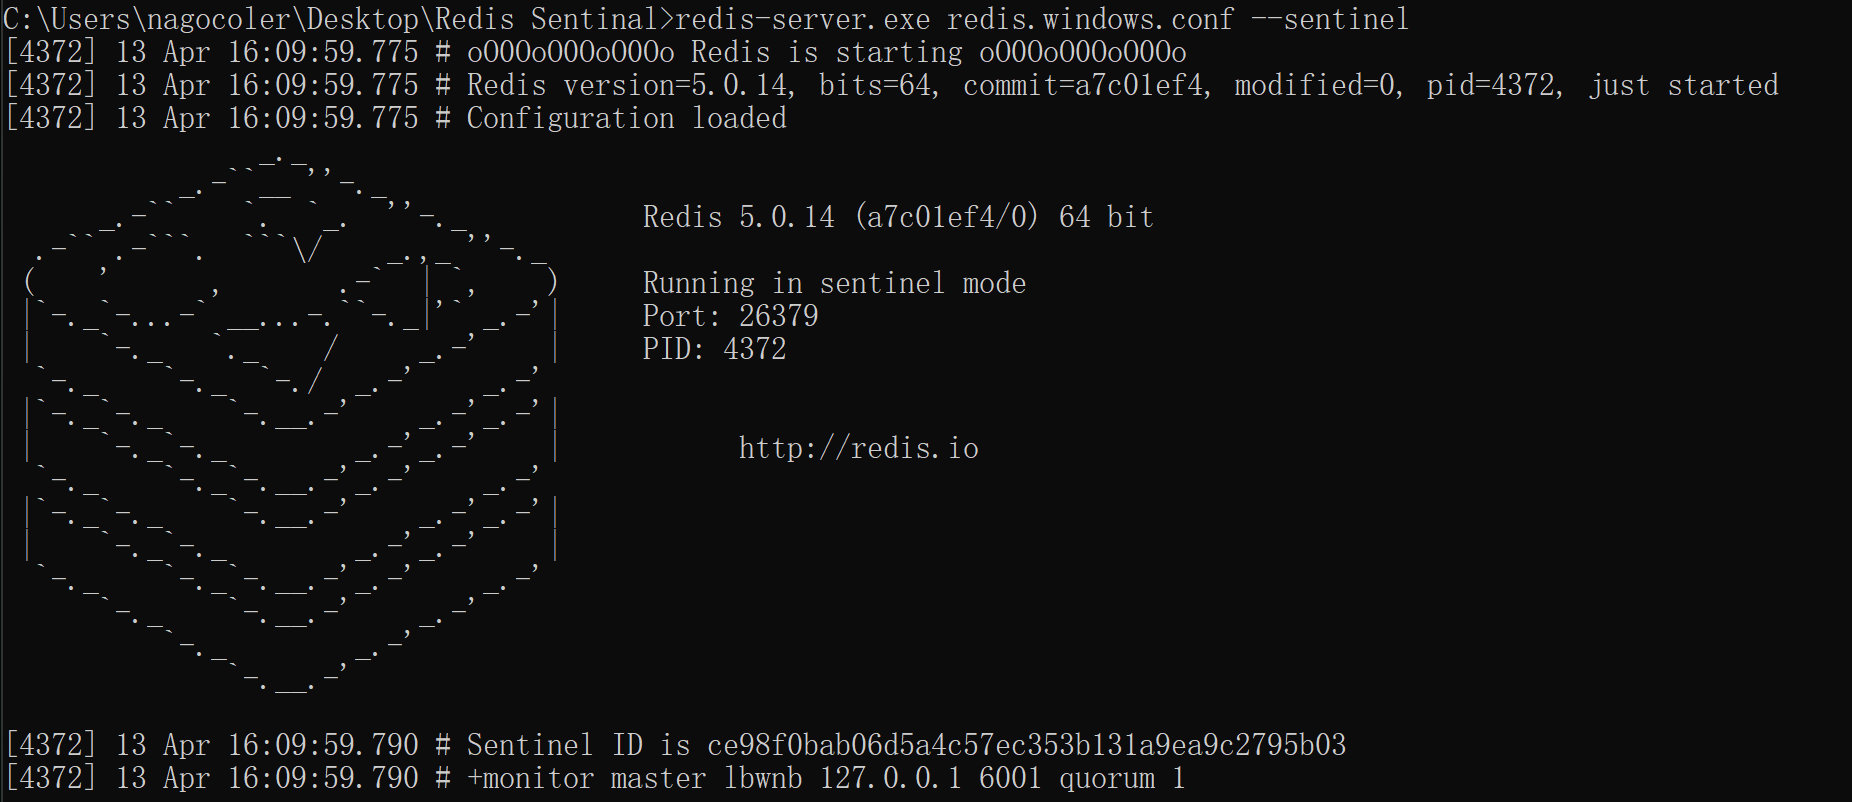 C:\Users\nagocoler\Desktop\Redis Sentinal>redis-server.exe redis.windows.conf --sentinel
[4372] 13 Apr 16:09:59.775 # oO0OoO0OoO0Oo Redis is starting oO0OoO0OoO0Oo
[4372] 13 Apr 16:09:59.775 # Redis version=5.0.14, bits=64, commit=a7c01ef4, modified=0, pid=4372, just started
[4372] 13 Apr 16:09:59.775 # Configuration loaded
Redis 5.0.14 (a7c01ef4/0) 64 bit
Running in sentinel mode
Port: 26379
PID: 4372
http://redis.io
[4372] 13 Apr 16:09:59.790 # Sentinel ID is ce98f0bab06d5a4c57ec353b131a9ea9c2795b03
[4372] 13 Apr 16:09:59.790 # +monitor master lbwnb 127.0.0.1 6001 quorum 1